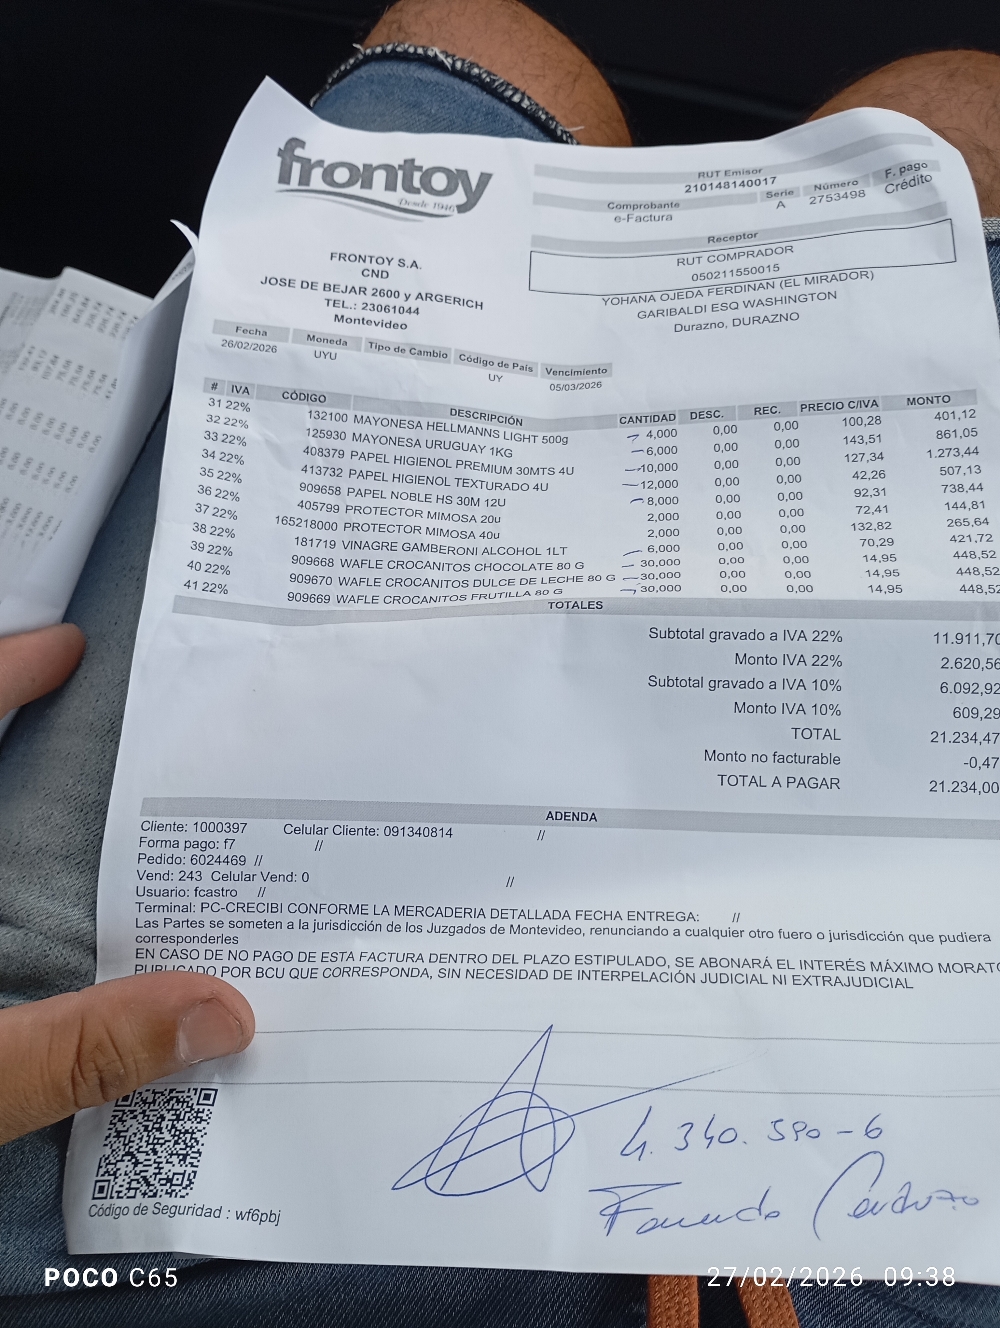 frontoy
Desde 1946
RUT Emisor
210148140017
Comprobante Serie Número F. pago
e-Factura A 2753498 Crédito
Receptor
RUT COMPRADOR
050211550015
YOHANA OJEDA FERDINAN (EL MIRADOR)
GARIBALDI ESQ WASHINGTON
Durazno, DURAZNO
FRONTOY S.A.
CND
JOSE DE BEJAR 2600 y ARGERICH
TEL.: 23061044
Montevideo
Fecha Moneda Tipo de Cambio Código de País Vencimiento
26/02/2026 UYU UY 05/03/2026
# IVA CÓDIGO DESCRIPCIÓN CANTIDAD DESC. REC. PRECIO C/IVA MONTO
31 22% 132100 MAYONESA HELLMANNS LIGHT 500g 4,000 0,00 0,00 100,28 401,12
32 22% 125930 MAYONESA URUGUAY 1KG 6,000 0,00 0,00 143,51 861,05
33 22% 408379 PAPEL HIGIENOL PREMIUM 30MTS 4U 10,000 0,00 0,00 127,34 1.273,44
34 22% 413732 PAPEL HIGIENOL TEXTURADO 4U 12,000 0,00 0,00 42,26 507,13
35 22% 909658 PAPEL NOBLE HS 30M 12U 8,000 0,00 0,00 92,31 738,44
36 22% 405799 PROTECTOR MIMOSA 20u 2,000 0,00 0,00 72,41 144,81
37 22% 165218000 PROTECTOR MIMOSA 40u 2,000 0,00 0,00 132,82 265,64
38 22% 181719 VINAGRE GAMBERONI ALCOHOL 1LT 6,000 0,00 0,00 70,29 421,72
39 22% 909668 WAFLE CROCANITOS CHOCOLATE 80 G 30,000 0,00 0,00 14,95 448,52
40 22% 909670 WAFLE CROCANITOS DULCE DE LECHE 80 G 30,000 0,00 0,00 14,95 448,52
41 22% 909669 WAFLE CROCANITOS FRUTILLA 80 G 30,000 0,00 0,00 14,95 448,52
TOTALES
Subtotal gravado a IVA 22% 11.911,70
Monto IVA 22% 2.620,56
Subtotal gravado a IVA 10% 6.092,92
Monto IVA 10% 609,29
TOTAL 21.234,47
Monto no facturable -0,47
TOTAL A PAGAR 21.234,00
ADENDA
Cliente: 1000397 Celular Cliente: 091340814 //
Forma pago: f7 //
Pedido: 6024469 //
Vend: 243 Celular Vend: 0 //
Usuario: fcastro //
Terminal: PC-CRECIBI CONFORME LA MERCADERIA DETALLADA FECHA ENTREGA: //
Las Partes se someten a la jurisdicción de los Juzgados de Montevideo, renunciando a cualquier otro fuero o jurisdicción que pudiera
corresponderles
EN CASO DE NO PAGO DE ESTA FACTURA DENTRO DEL PLAZO ESTIPULADO, SE ABONARÁ EL INTERÉS MÁXIMO MORATO
PUBLICADO POR BCU QUE CORRESPONDA, SIN NECESIDAD DE INTERPELACIÓN JUDICIAL NI EXTRAJUDICIAL
4.340.590-6
Facundo Cardozo
Código de Seguridad : wf6pbj
POCO C65
27/02/2026 09:38